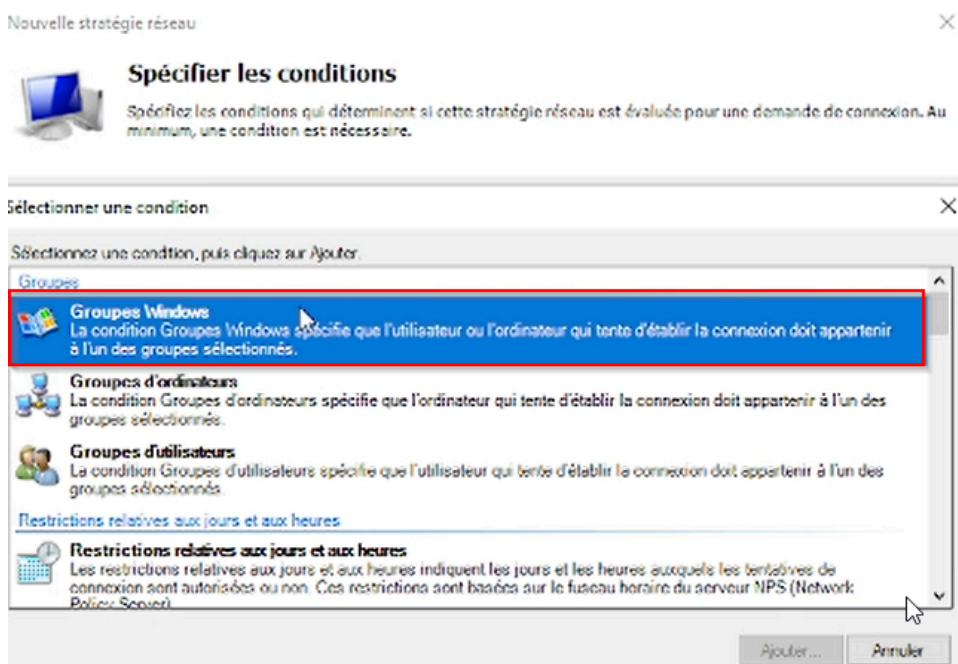 Nouvelle stratégie réseau
Spécifier les conditions
Spécifiez les conditions qui déterminent si cette stratégie réseau est évaluée pour une demande de connexion. Au
minimum, une condition est nécessaire.
Sélectionner une condition
Sélectionnez une condition, puis cliquez sur Ajouter.
Groupes
Groupes Windows
La condition Groupes Windows spécifie que l'utilisateur ou l'ordinateur qui tente d'établir la connexion doit appartenir
à l'un des groupes sélectionnés.
Groupes d'ordinateurs
La condition Groupes d'ordinateurs spécifie que l'ordinateur qui tente d'établir la connexion doit appartenir à l'un des
groupes sélectionnés.
Groupes d'utilisateurs
La condition Groupes d'utilisateurs spécifie que l'utilisateur qui tente d'établir la connexion doit appartenir à l'un des
groupes sélectionnés.
Restrictions relatives aux jours et aux heures
Restrictions relatives aux jours et aux heures
Les restrictions relatives aux jours et aux heures indiquent les jours et les heures auxquels les tentatives de
connexion sont autorisées ou non. Ces restrictions sont basées sur le fuseau horaire du serveur NPS (Network
Policy Server).
Ajouter...
Annuler